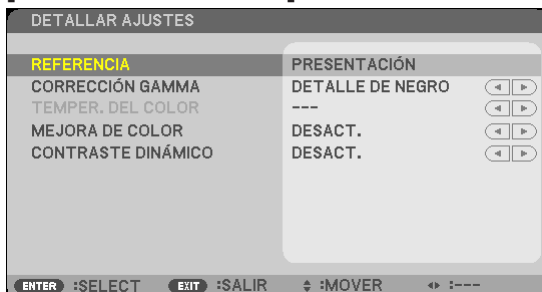 DETALLAR AJUSTES
REFERENCIA PRESENTACIÓN
CORRECCIÓN GAMMA DETALLE DE NEGRO
TEMPER. DEL COLOR ---
MEJORA DE COLOR DESACT.
CONTRASTE DINÁMICO DESACT.
ENTER :SELECT EXIT :SALIR :MOVER :---